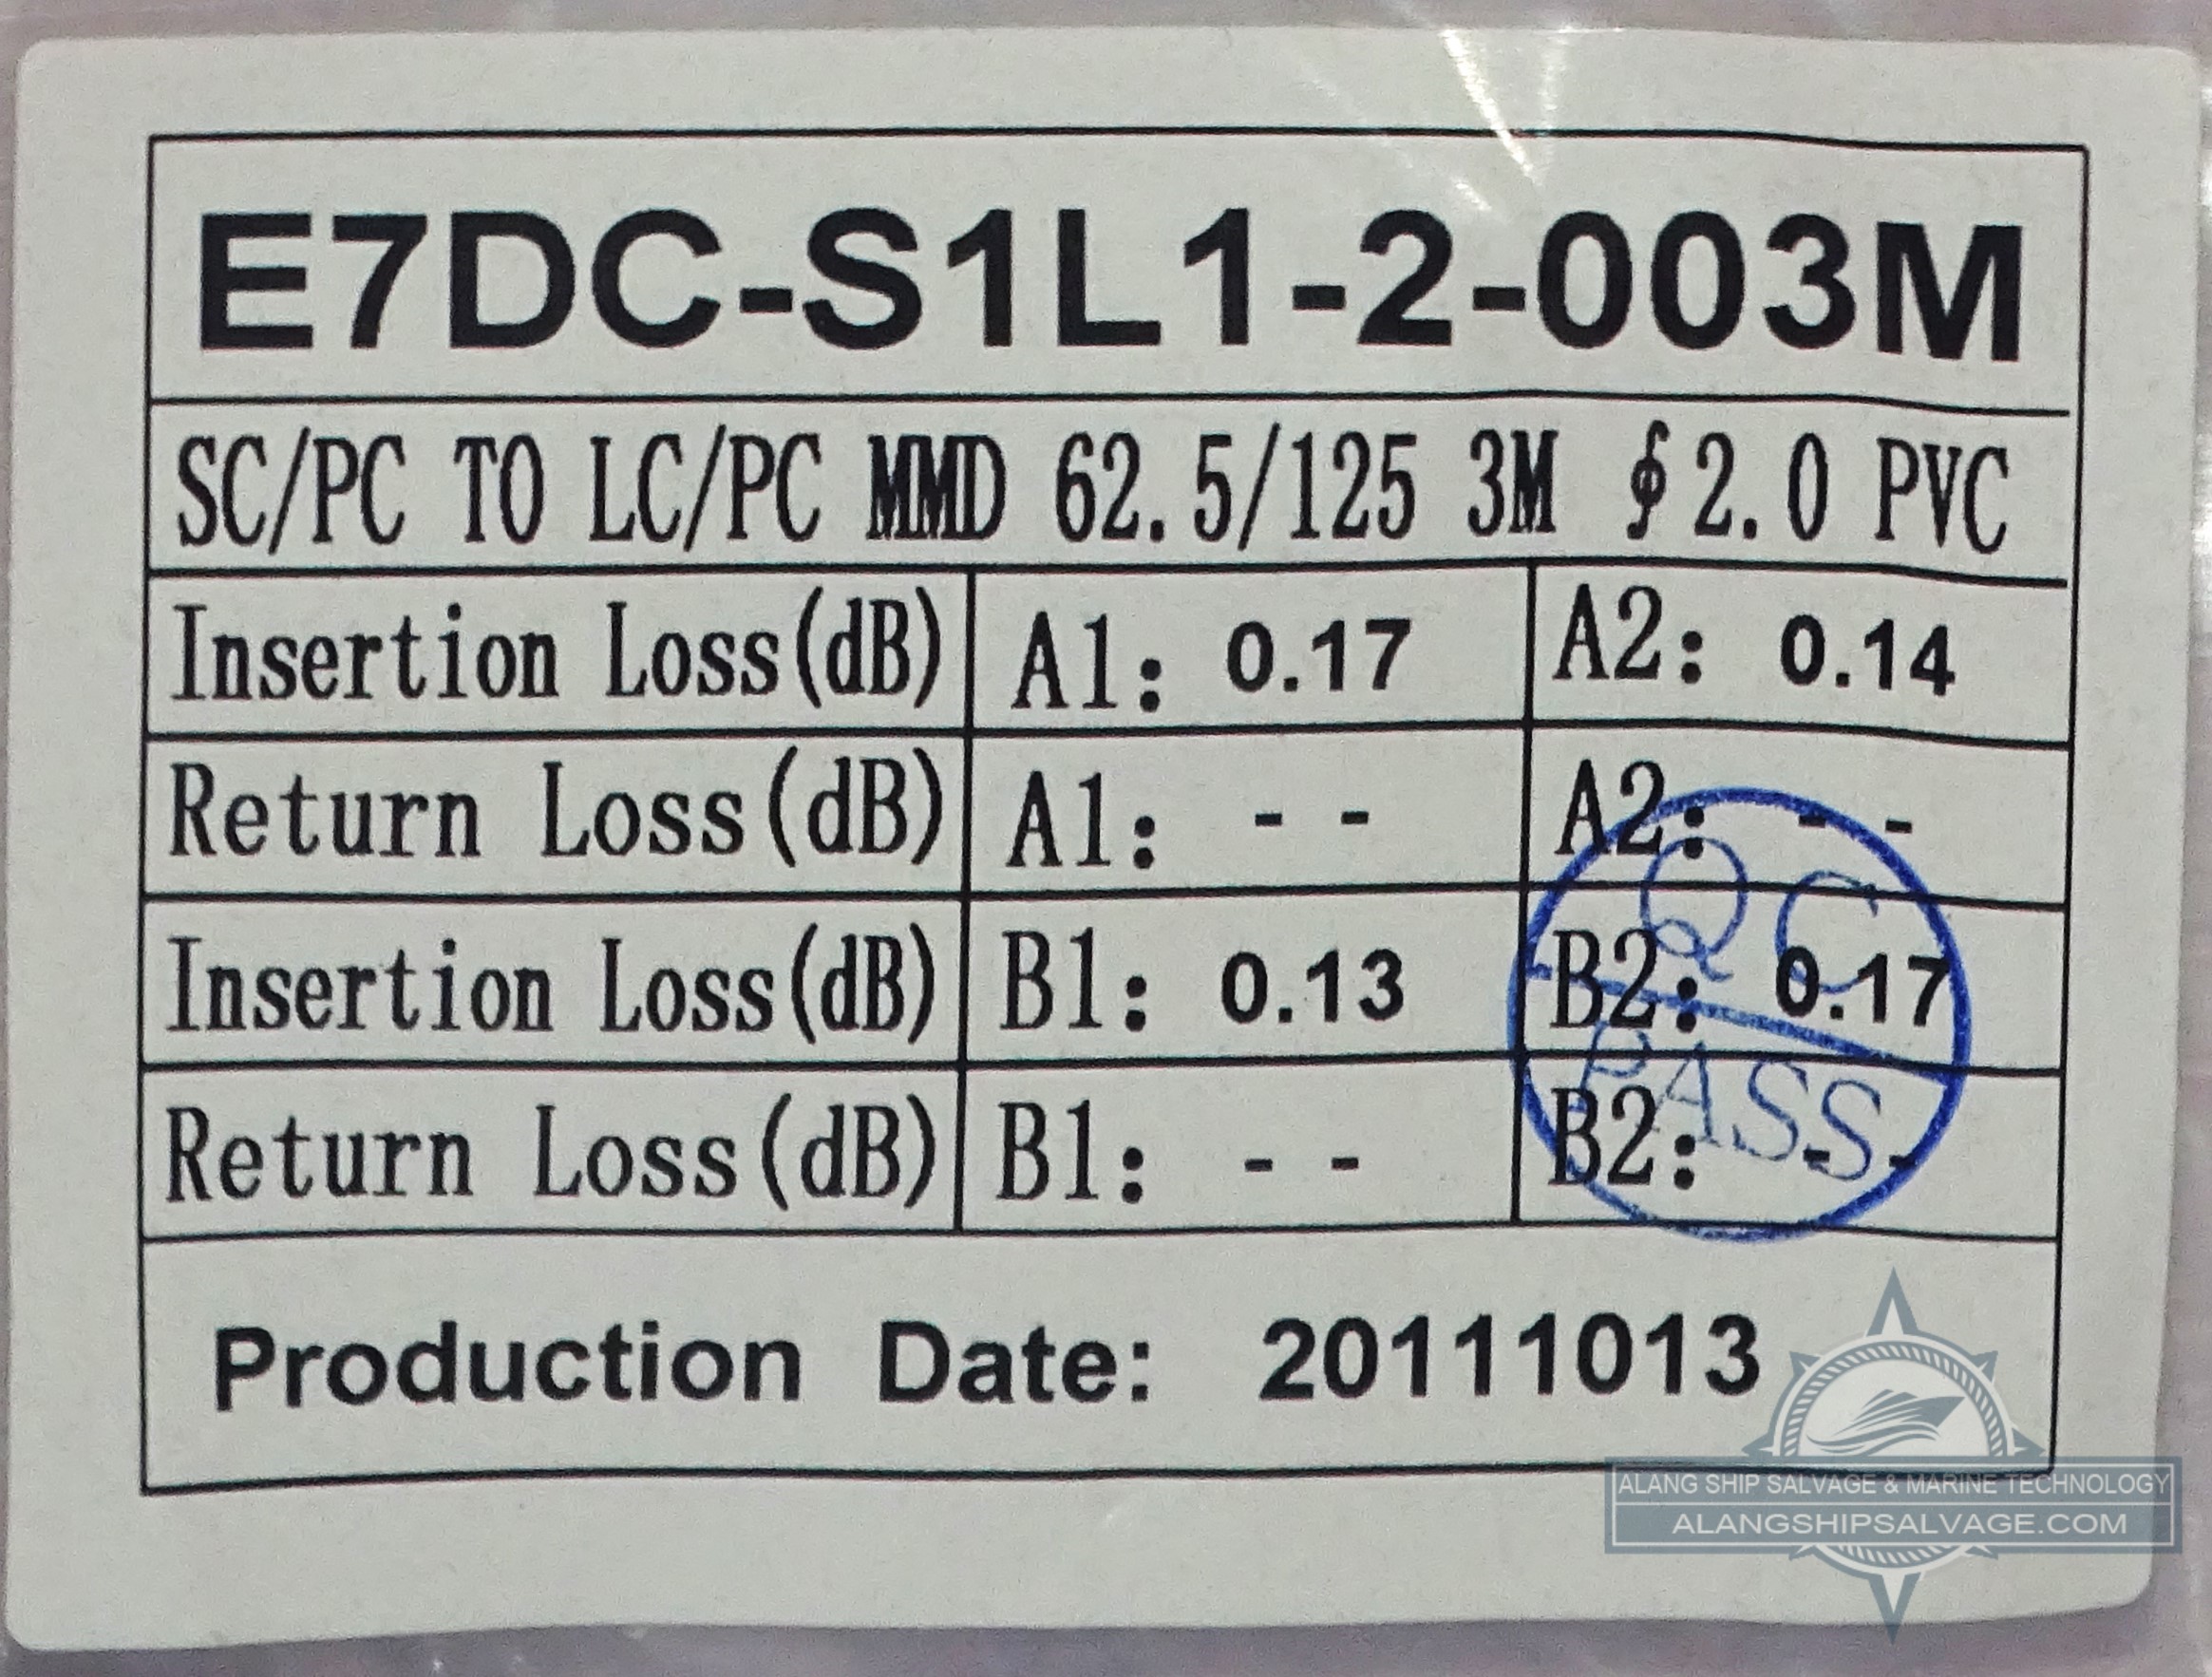 E7DC-S1L1-2-003M
SC/PC TO LC/PC MMD 62.5/125 3M ∮2.0 PVC
Insertion Loss(dB) A1: 0.17 A2: 0.14
Return Loss(dB) A1: - - A2: - -
Insertion Loss(dB) B1: 0.13 B2: 0.17
Return Loss(dB) B1: - - B2: - -
QC
PASS
Production Date: 20111013
ALANG SHIP SALVAGE & MARINE TECHNOLOGY
ALANGSHIPSALVAGE.COM